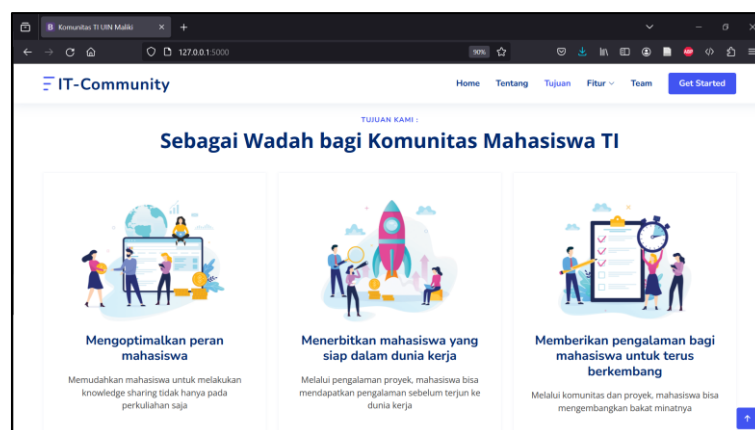 Komunitas TI UIN Maliki
127.0.0.1:5000
90%
IT-Community
Home Tentang Tujuan Fitur Team Get Started
TUJUAN KAMI :
Sebagai Wadah bagi Komunitas Mahasiswa TI
Mengoptimalkan peran
mahasiswa
Memudahkan mahasiswa untuk melakukan
knowledge sharing tidak hanya pada
perkuliahan saja
Menerbitkan mahasiswa yang
siap dalam dunia kerja
Melalui pengalaman proyek, mahasiswa bisa
mendapatkan pengalaman sebelum terjun ke
dunia kerja
Memberikan pengalaman bagi
mahasiswa untuk terus
berkembang
Melalui komunitas dan proyek, mahasiswa bisa
mengembangkan bakat minatnya